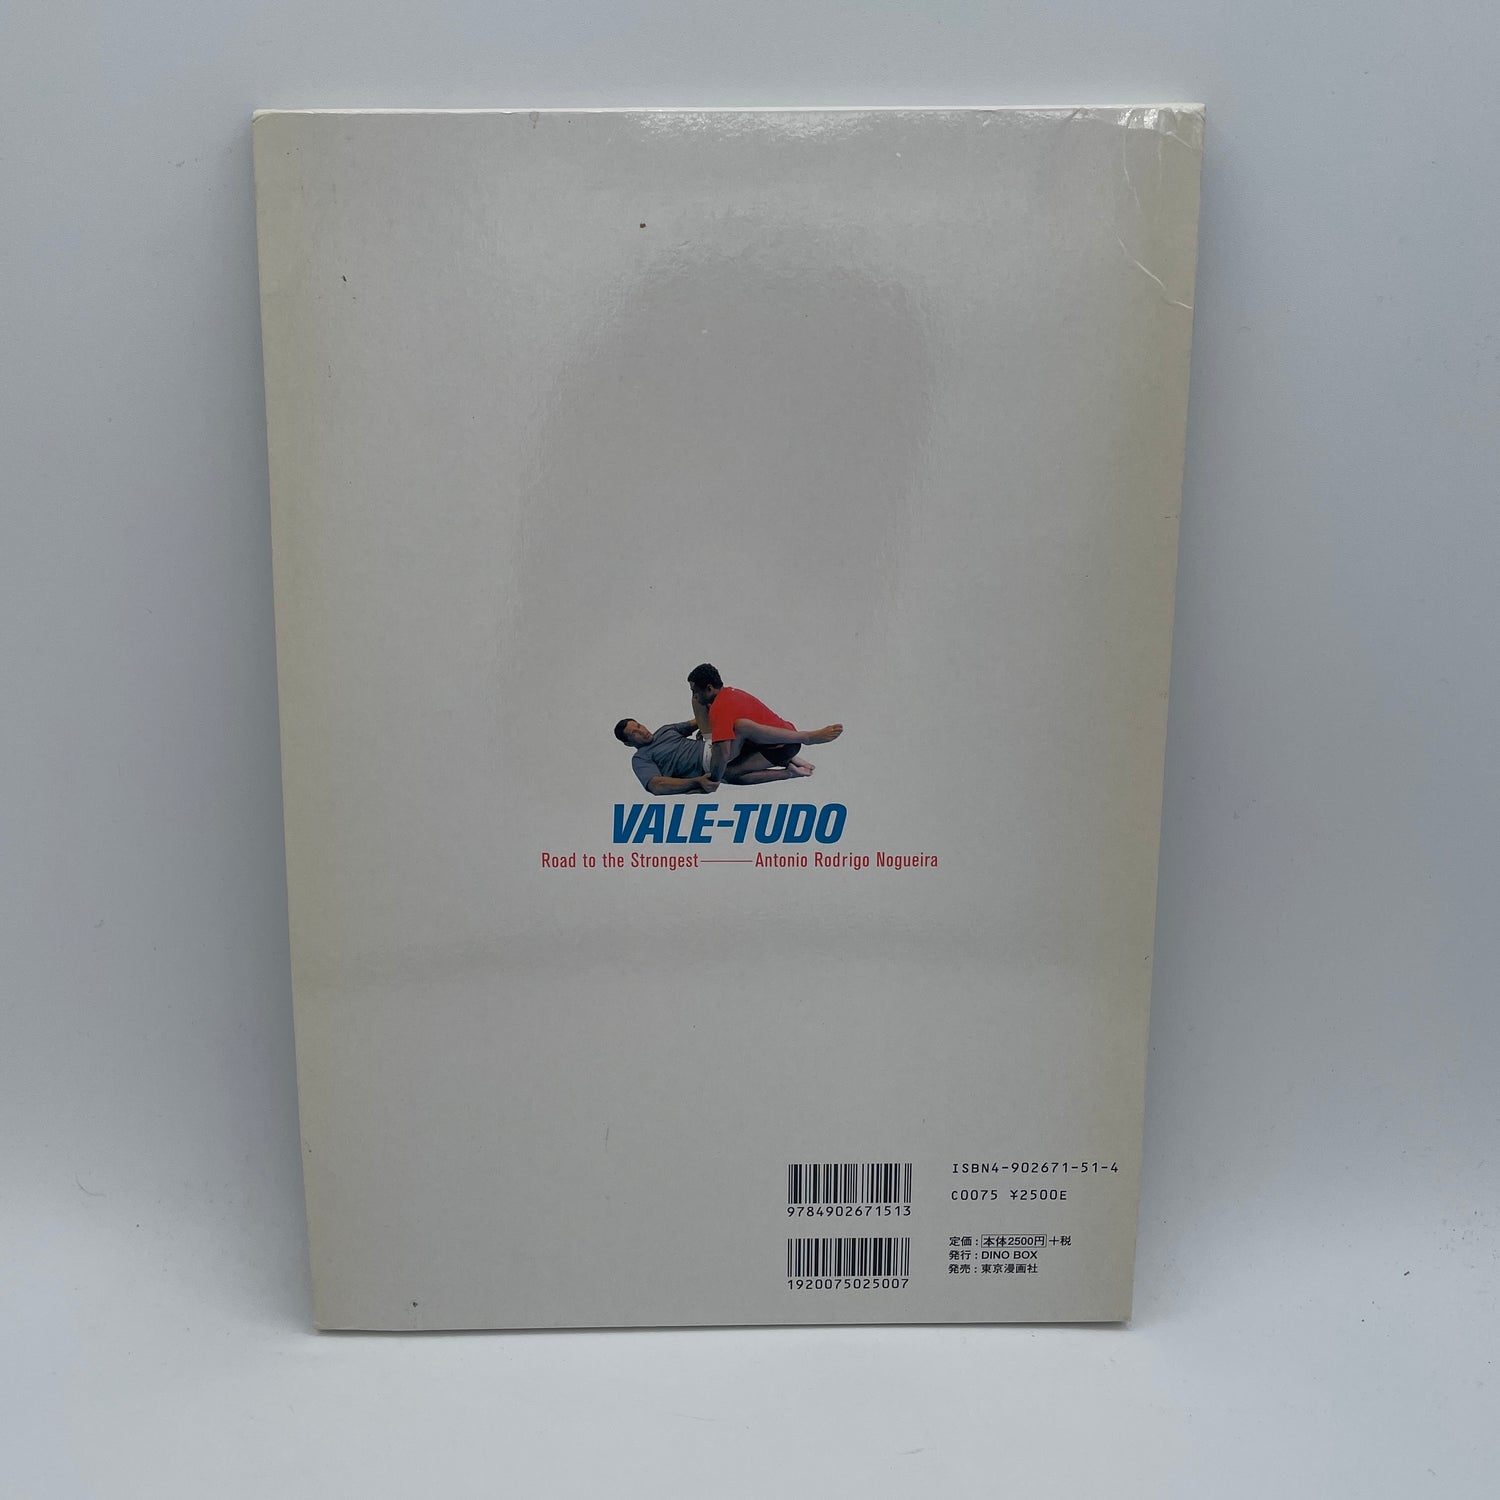 VALE-TUDO
Road to the Strongest——Antonio Rodrigo Nogueira
ISBN4-902671-51-4
C0075 ¥2500E
9784902671513
定価：本体2500円＋税
発行：DINO BOX
発売：東京漫画社
1920075025007